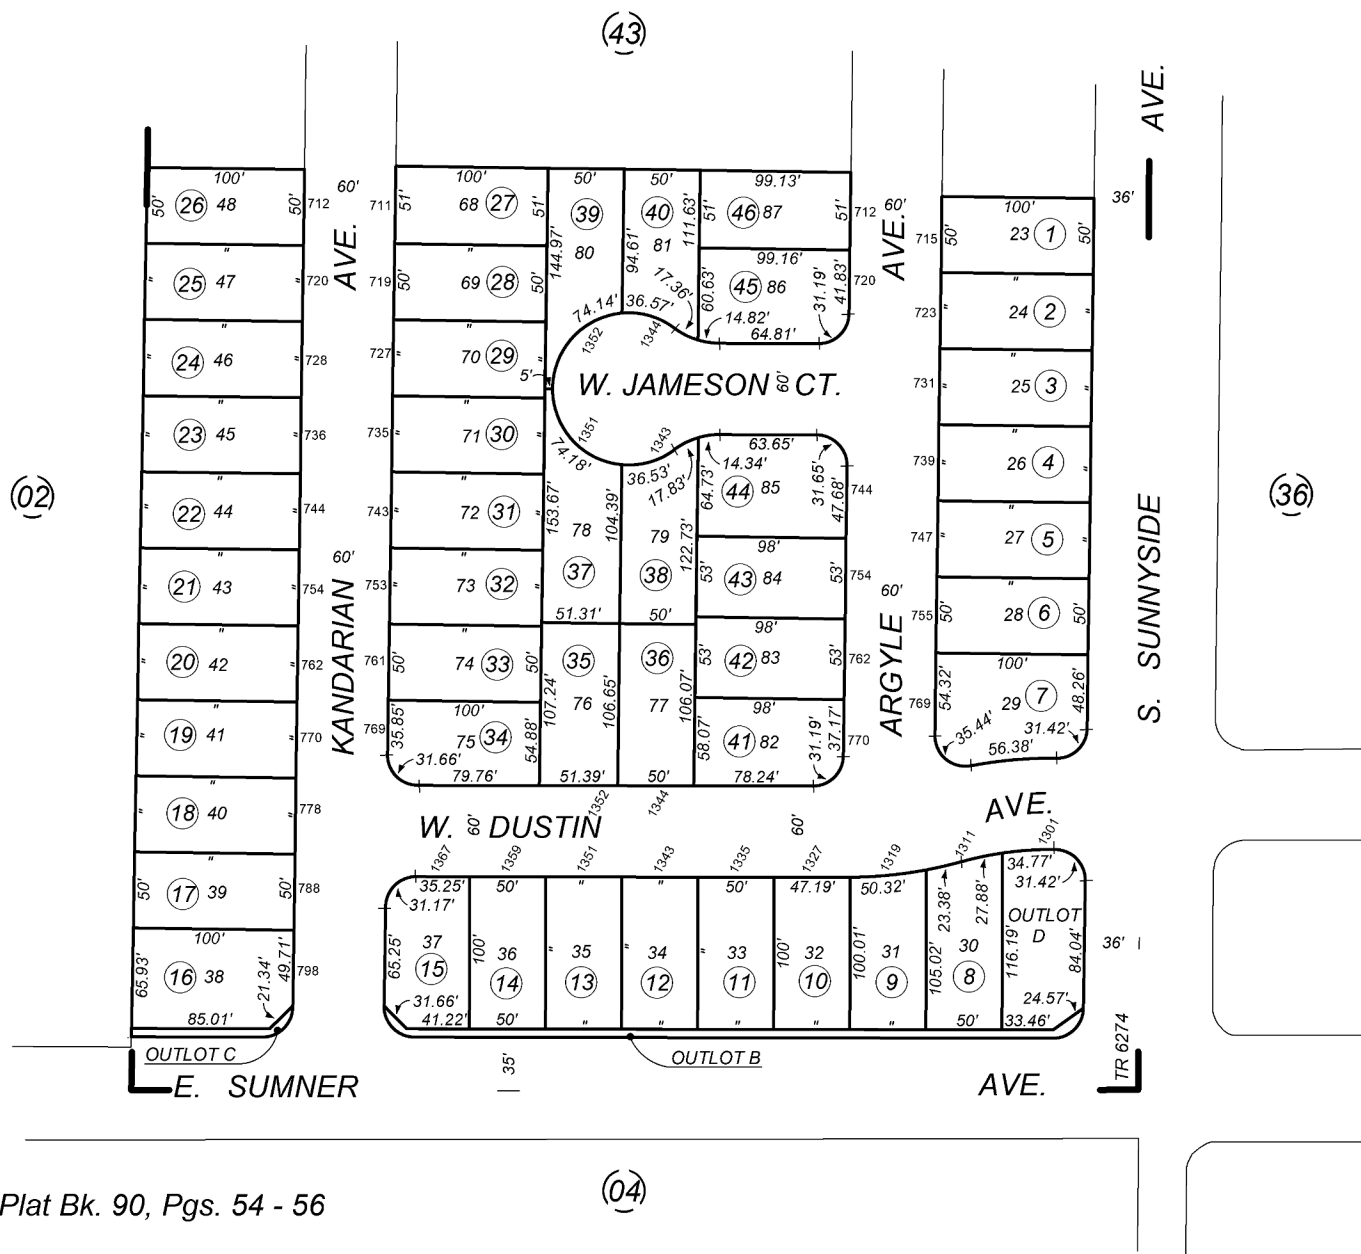 (43)
AVE.
S. SUNNYSIDE
36'
(02)
(36)
100'
50' 26 48 50' 712
" 25 47 " 720
" 24 46 " 728
" 23 45 " 736
" 22 44 " 744
" 21 43 " 754
" 20 42 " 762
" 19 41 " 770
" 18 40 " 778
50' 17 39 50' 788
100'
65.93' 16 38 21.34' 49.71' 798
85.01'
OUTLOT C
60'
AVE.
60'
KANDARIAN
100'
711 51' 68 27 51'
719 50' 69 28 50'
727 " 70 29 "
735 " 71 30
743 " 72 31 "
753 " 73 32 "
761 50' 74 33 50'
100'
769 35.85' 75 34 54.88'
31.66'
79.76'
50'
39
144.97' 80
74.14'
1352
5'
50'
40
94.61' 81 111.63'
36.57' 17.36'
1344
99.13'
51' 46 87 51' 712
99.16'
60.63' 45 86 31.19' 41.83' 720
14.82'
64.81'
W. JAMESON 60' CT.
1351
74.18'
1343
36.53'
17.83'
63.65'
14.34'
64.73' 44 85 31.65' 47.68' 744
153.67' 78 104.39'
37
51.31'
79 122.73'
38
50'
98'
53' 43 84 53' 754
98'
53' 42 83 53' 762
98'
58.07' 41 82 31.19' 37.17' 770
78.24'
35
107.24' 76 106.65'
51.39'
1352
36
77 106.07'
50'
1344
60'
AVE.
60'
ARGYLE
100'
715 50' 23 1 50'
723 " 24 2 "
731 " 25 3 "
739 " 26 4 "
747 " 27 5 "
755 50' 28 6 50'
100'
769 54.32' 29 7 48.26'
35.44' 31.42'
56.38'
W. 60' DUSTIN 60' AVE.
1367 1359 1351 1343 1335 1327 1319 1311 1301
35.25' 50' " " 50' 47.19' 50.32' 23.38' 27.88' 34.77'
31.17' 31.42'
OUTLOT
D
65.25' 37 15
100' 36 14
" 35 13
" 34 12
33 11
100' 32 10
100.01' 31 9
105.02' 30 8
116.19' 84.04'
36'
31.66' 24.57'
41.22' 50' " " " " " 50' 33.46'
OUTLOT B
TR 6274
35'
E. SUMNER AVE.
(04)
Plat Bk. 90, Pgs. 54 - 56